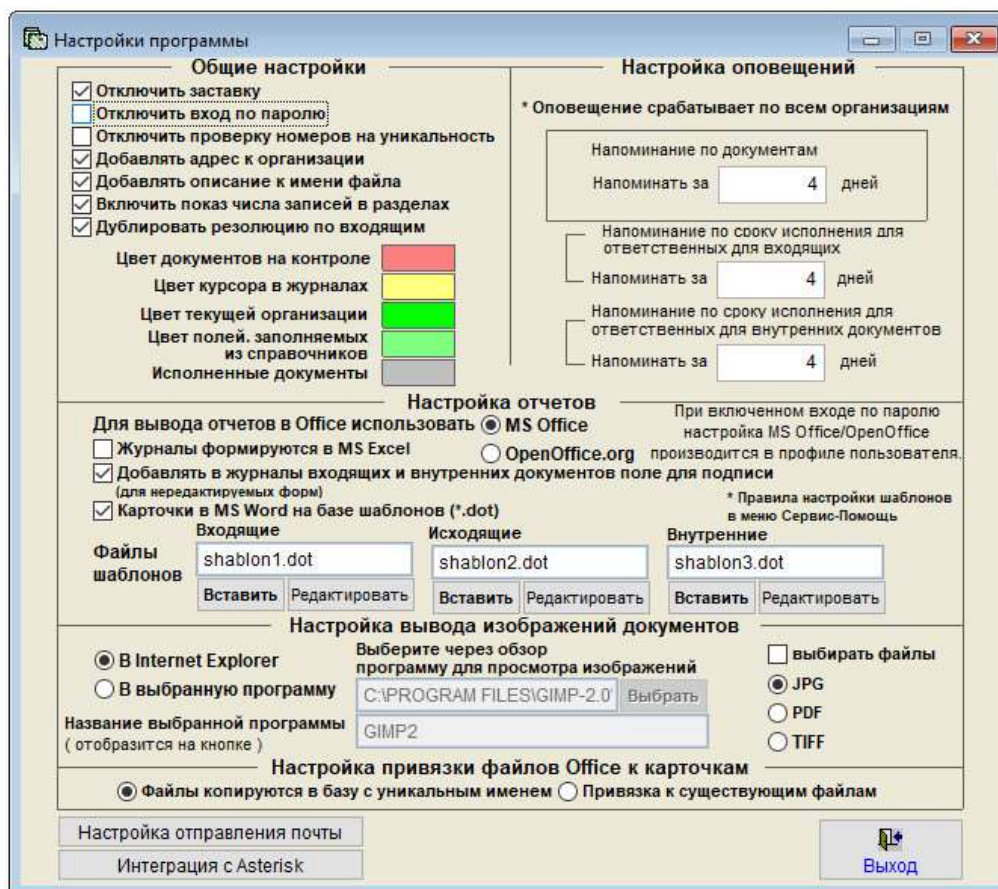 Настройки программы
Общие настройки
Отключить заставку
Отключить вход по паролю
Отключить проверку номеров на уникальность
Добавлять адрес к организации
Добавлять описание к имени файла
Включить показ числа записей в разделах
Дублировать резолюцию по входящим
Цвет документов на контроле
Цвет курсора в журналах
Цвет текущей организации
Цвет полей. заполняемых
из справочников
Исполненные документы
Настройка оповещений
* Оповещение срабатывает по всем организациям
Напоминание по документам
Напоминать за 4 дней
Напоминание по сроку исполнения для
ответственных для входящих
Напоминать за 4 дней
Напоминание по сроку исполнения для
ответственных для внутренних документов
Напоминать за 4 дней
Настройка отчетов
Для вывода отчетов в Office использовать MS Office
OpenOffice.org
При включенном входе по паролю
настройка MS Office/OpenOffice
производится в профиле пользователя.
Журналы формируются в MS Excel
Добавлять в журналы входящих и внутренних документов поле для подписи
(для нередактируемых форм)
Карточки в MS Word на базе шаблонов (*.dot)
* Правила настройки шаблонов
в меню Сервис-Помощь
Файлы
шаблонов
Входящие
shablon1.dot
Вставить Редактировать
Исходящие
shablon2.dot
Вставить Редактировать
Внутренние
shablon3.dot
Вставить Редактировать
Настройка вывода изображений документов
В Internet Explorer
В выбранную программу
Выберите через обзор
программу для просмотра изображений
C:\PROGRAM FILES\GIMP-2.0\ Выбрать
Название выбранной программы
( отобразится на кнопке )
GIMP2
выбирать файлы
JPG
PDF
TIFF
Настройка привязки файлов Office к карточкам
Файлы копируются в базу с уникальным именем Привязка к существующим файлам
Настройка отправления почты
Интеграция с Asterisk
Выход